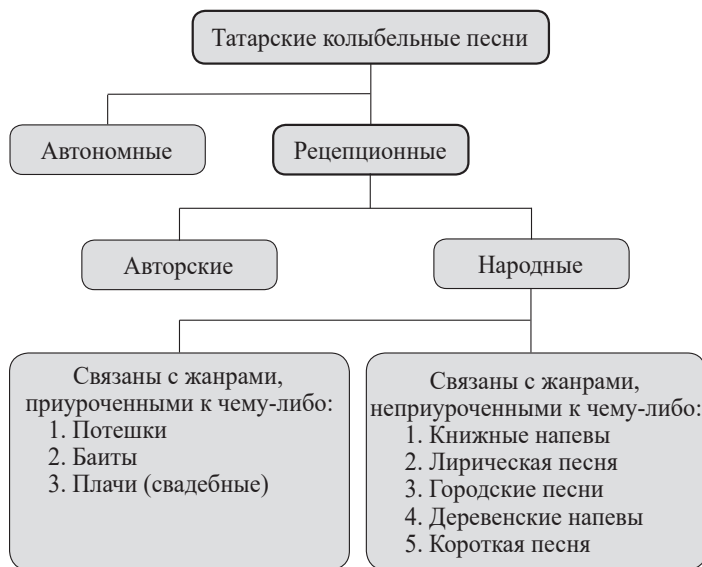 Татарские колыбельные песни
Автономные
Рецепционные
Авторские
Народные
Связаны с жанрами,
приуроченными к чему-либо:
1. Потешки
2. Баиты
3. Плачи (свадебные)
Связаны с жанрами,
неприуроченными к чему-либо:
1. Книжные напевы
2. Лирическая песня
3. Городские песни
4. Деревенские напевы
5. Короткая песня